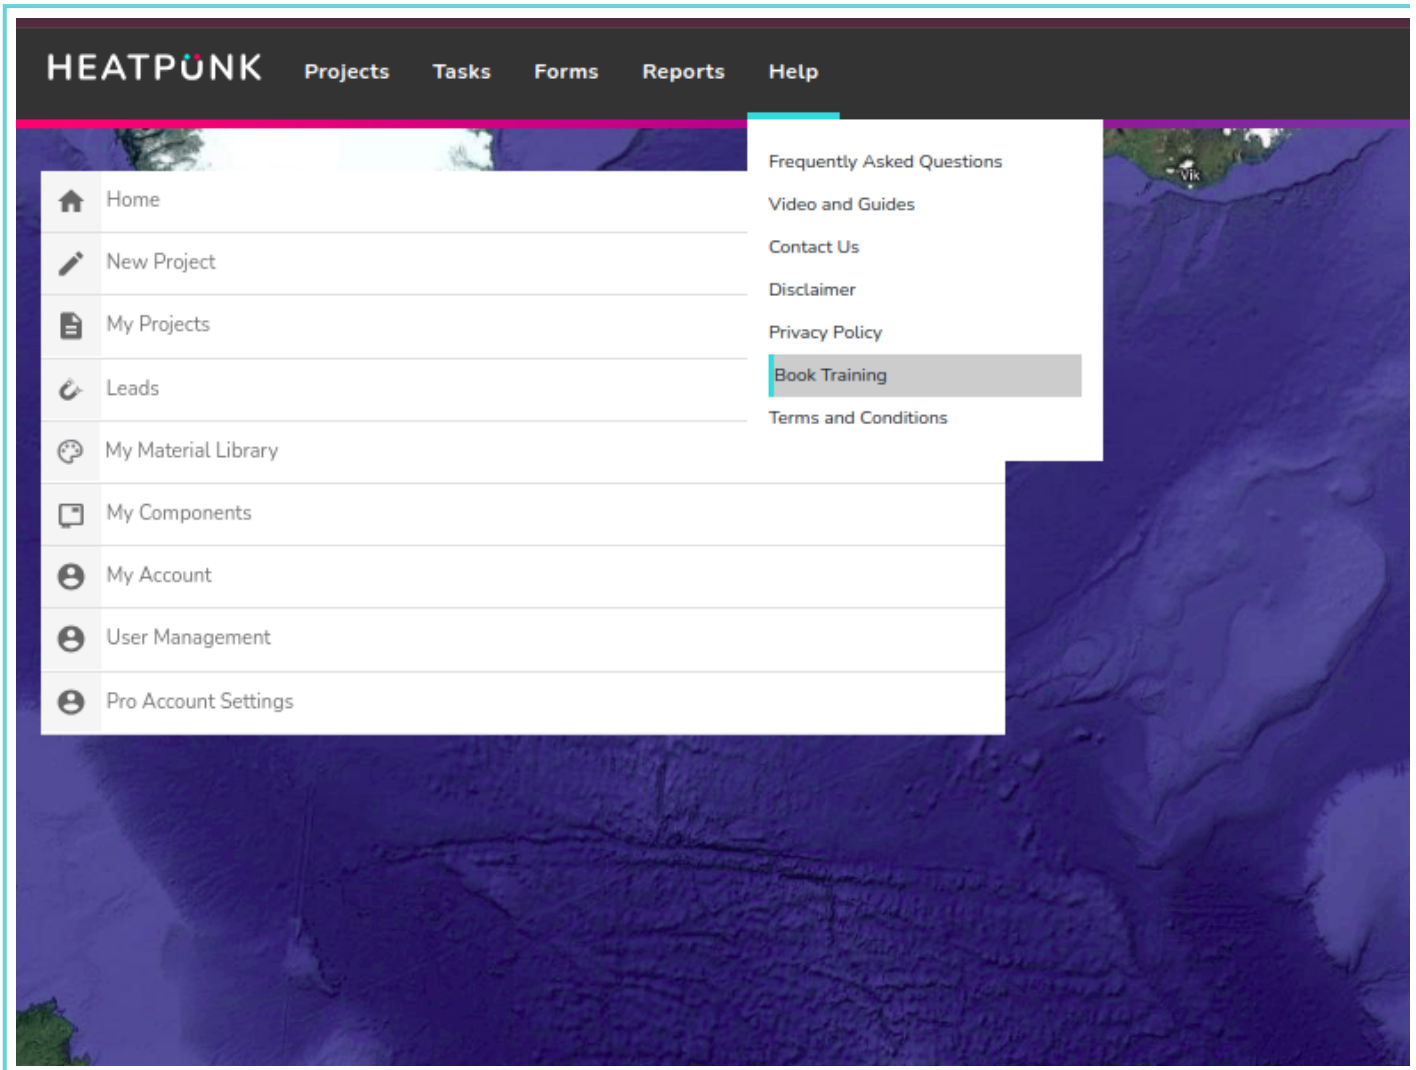 HEATPÜNK Projects Tasks Forms Reports Help
Frequently Asked Questions
Video and Guides
Contact Us
Disclaimer
Privacy Policy
Book Training
Terms and Conditions
Home
New Project
My Projects
Leads
My Material Library
My Components
My Account
User Management
Pro Account Settings
Vik